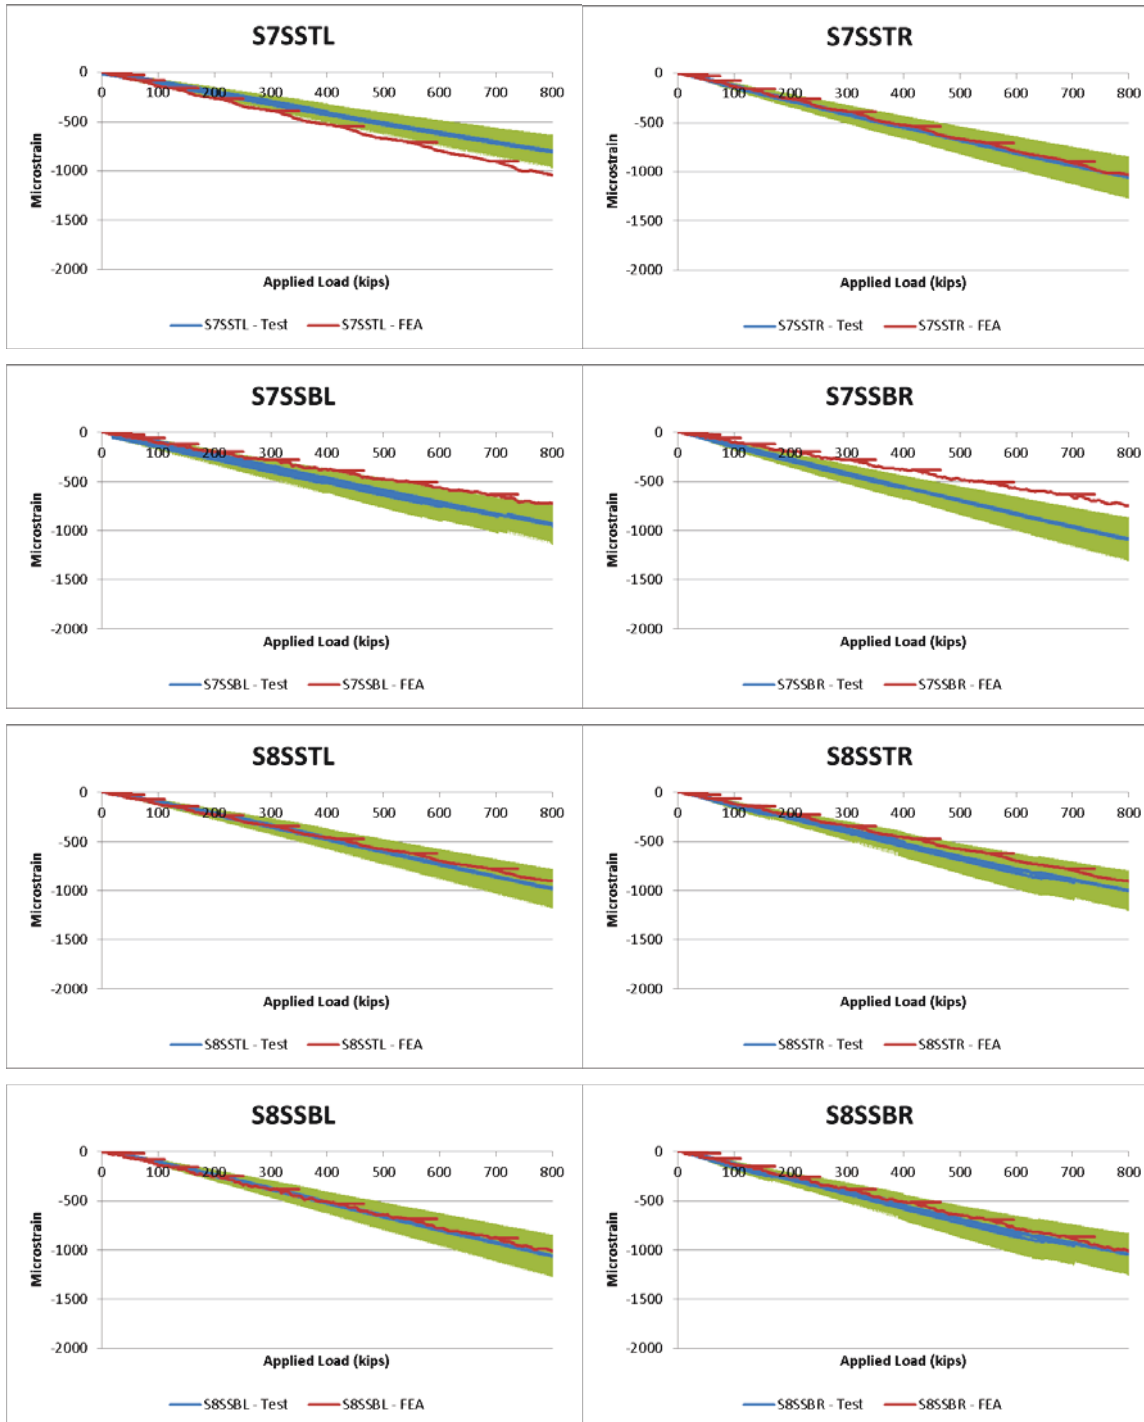 S7SSTL
0
0 100 200 300 400 500 600 700 800
-500
-1000
-1500
-2000
Microstrain
Applied Load (kips)
S7SSTL - Test S7SSTL - FEA
S7SSTR
0
0 100 200 300 400 500 600 700 800
-500
-1000
-1500
-2000
Microstrain
Applied Load (kips)
S7SSTR - Test S7SSTR - FEA
S7SSBL
0
0 100 200 300 400 500 600 700 800
-500
-1000
-1500
-2000
Microstrain
Applied Load (kips)
S7SSBL - Test S7SSBL - FEA
S7SSBR
0
0 100 200 300 400 500 600 700 800
-500
-1000
-1500
-2000
Microstrain
Applied Load (kips)
S7SSBR - Test S7SSBR - FEA
S8SSTL
0
0 100 200 300 400 500 600 700 800
-500
-1000
-1500
-2000
Microstrain
Applied Load (kips)
S8SSTL - Test S8SSTL - FEA
S8SSTR
0
0 100 200 300 400 500 600 700 800
-500
-1000
-1500
-2000
Microstrain
Applied Load (kips)
S8SSTR - Test S8SSTR - FEA
S8SSBL
0
0 100 200 300 400 500 600 700 800
-500
-1000
-1500
-2000
Microstrain
Applied Load (kips)
S8SSBL - Test S8SSBL - FEA
S8SSBR
0
0 100 200 300 400 500 600 700 800
-500
-1000
-1500
-2000
Microstrain
Applied Load (kips)
S8SSBR - Test S8SSBR - FEA